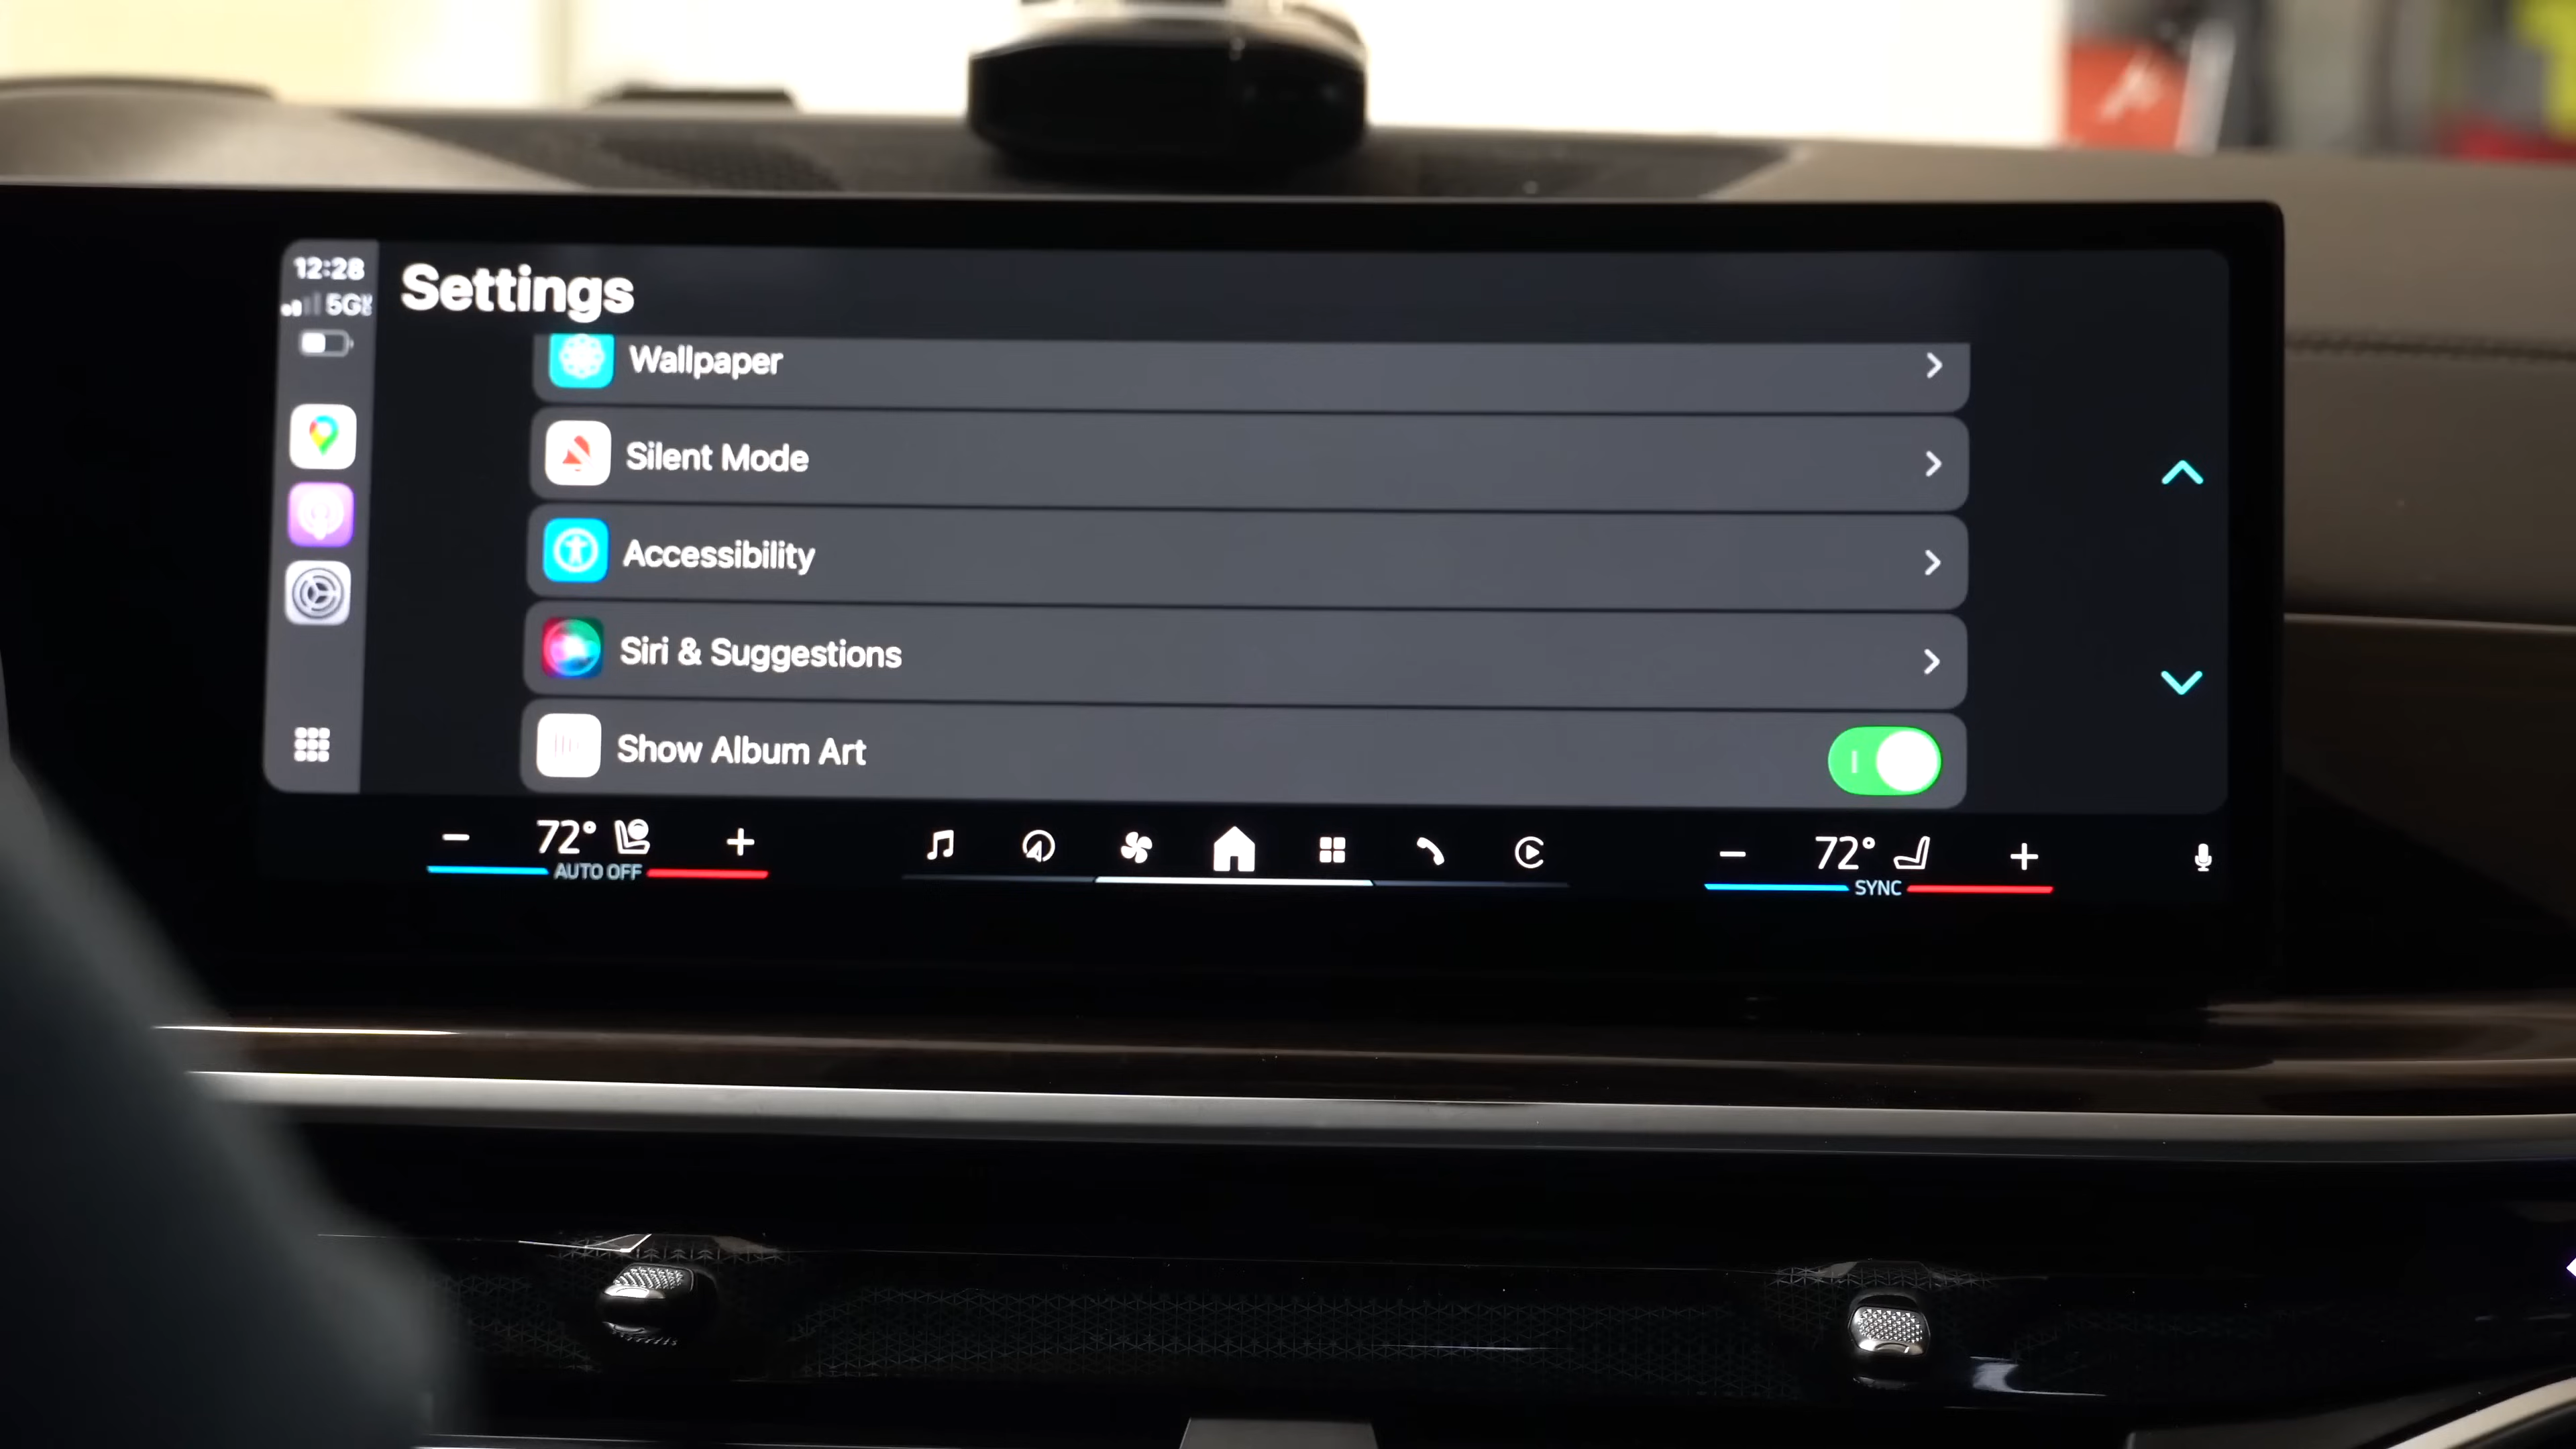 12:28
5G
Settings
Wallpaper
Silent Mode
Accessibility
Siri & Suggestions
Show Album Art
72°
AUTO OFF
72°
SYNC